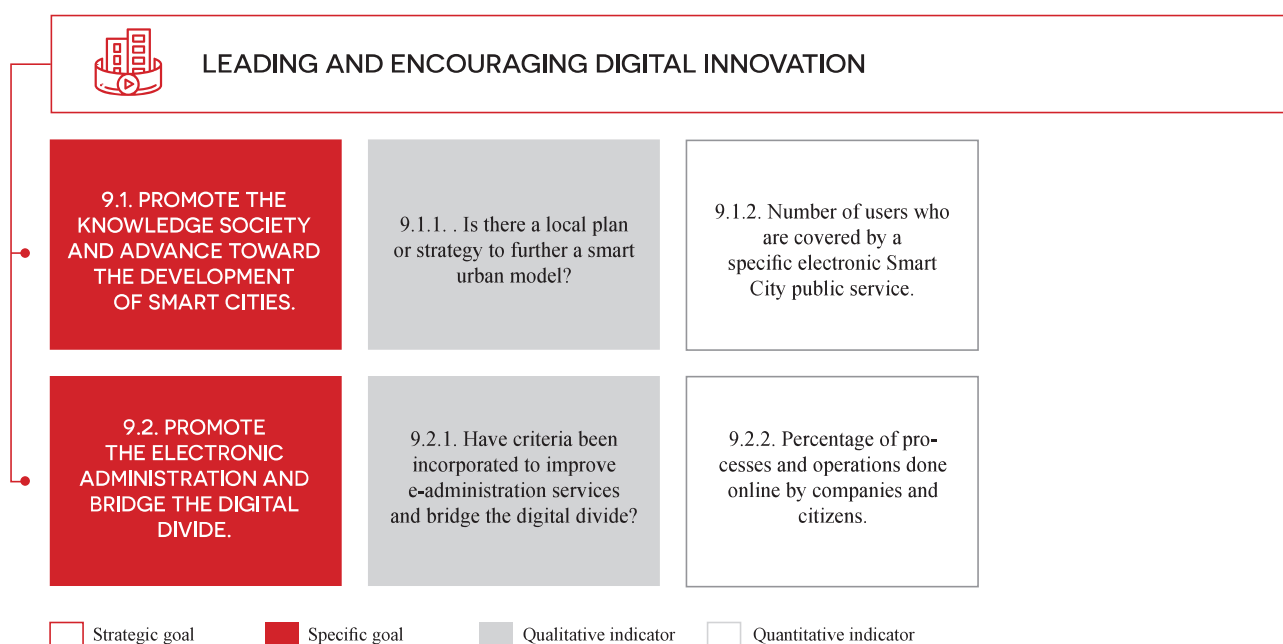 LEADING AND ENCOURAGING DIGITAL INNOVATION
9.1. PROMOTE THE
KNOWLEDGE SOCIETY
AND ADVANCE TOWARD
THE DEVELOPMENT
OF SMART CITIES.
9.1.1. . Is there a local plan
or strategy to further a smart
urban model?
9.1.2. Number of users who
are covered by a
specific electronic Smart
City public service.
9.2. PROMOTE
THE ELECTRONIC
ADMINISTRATION AND
BRIDGE THE DIGITAL
DIVIDE.
9.2.1. Have criteria been
incorporated to improve
e-administration services
and bridge the digital divide?
9.2.2. Percentage of pro-
cesses and operations done
online by companies and
citizens.
Strategic goal
Specific goal
Qualitative indicator
Quantitative indicator